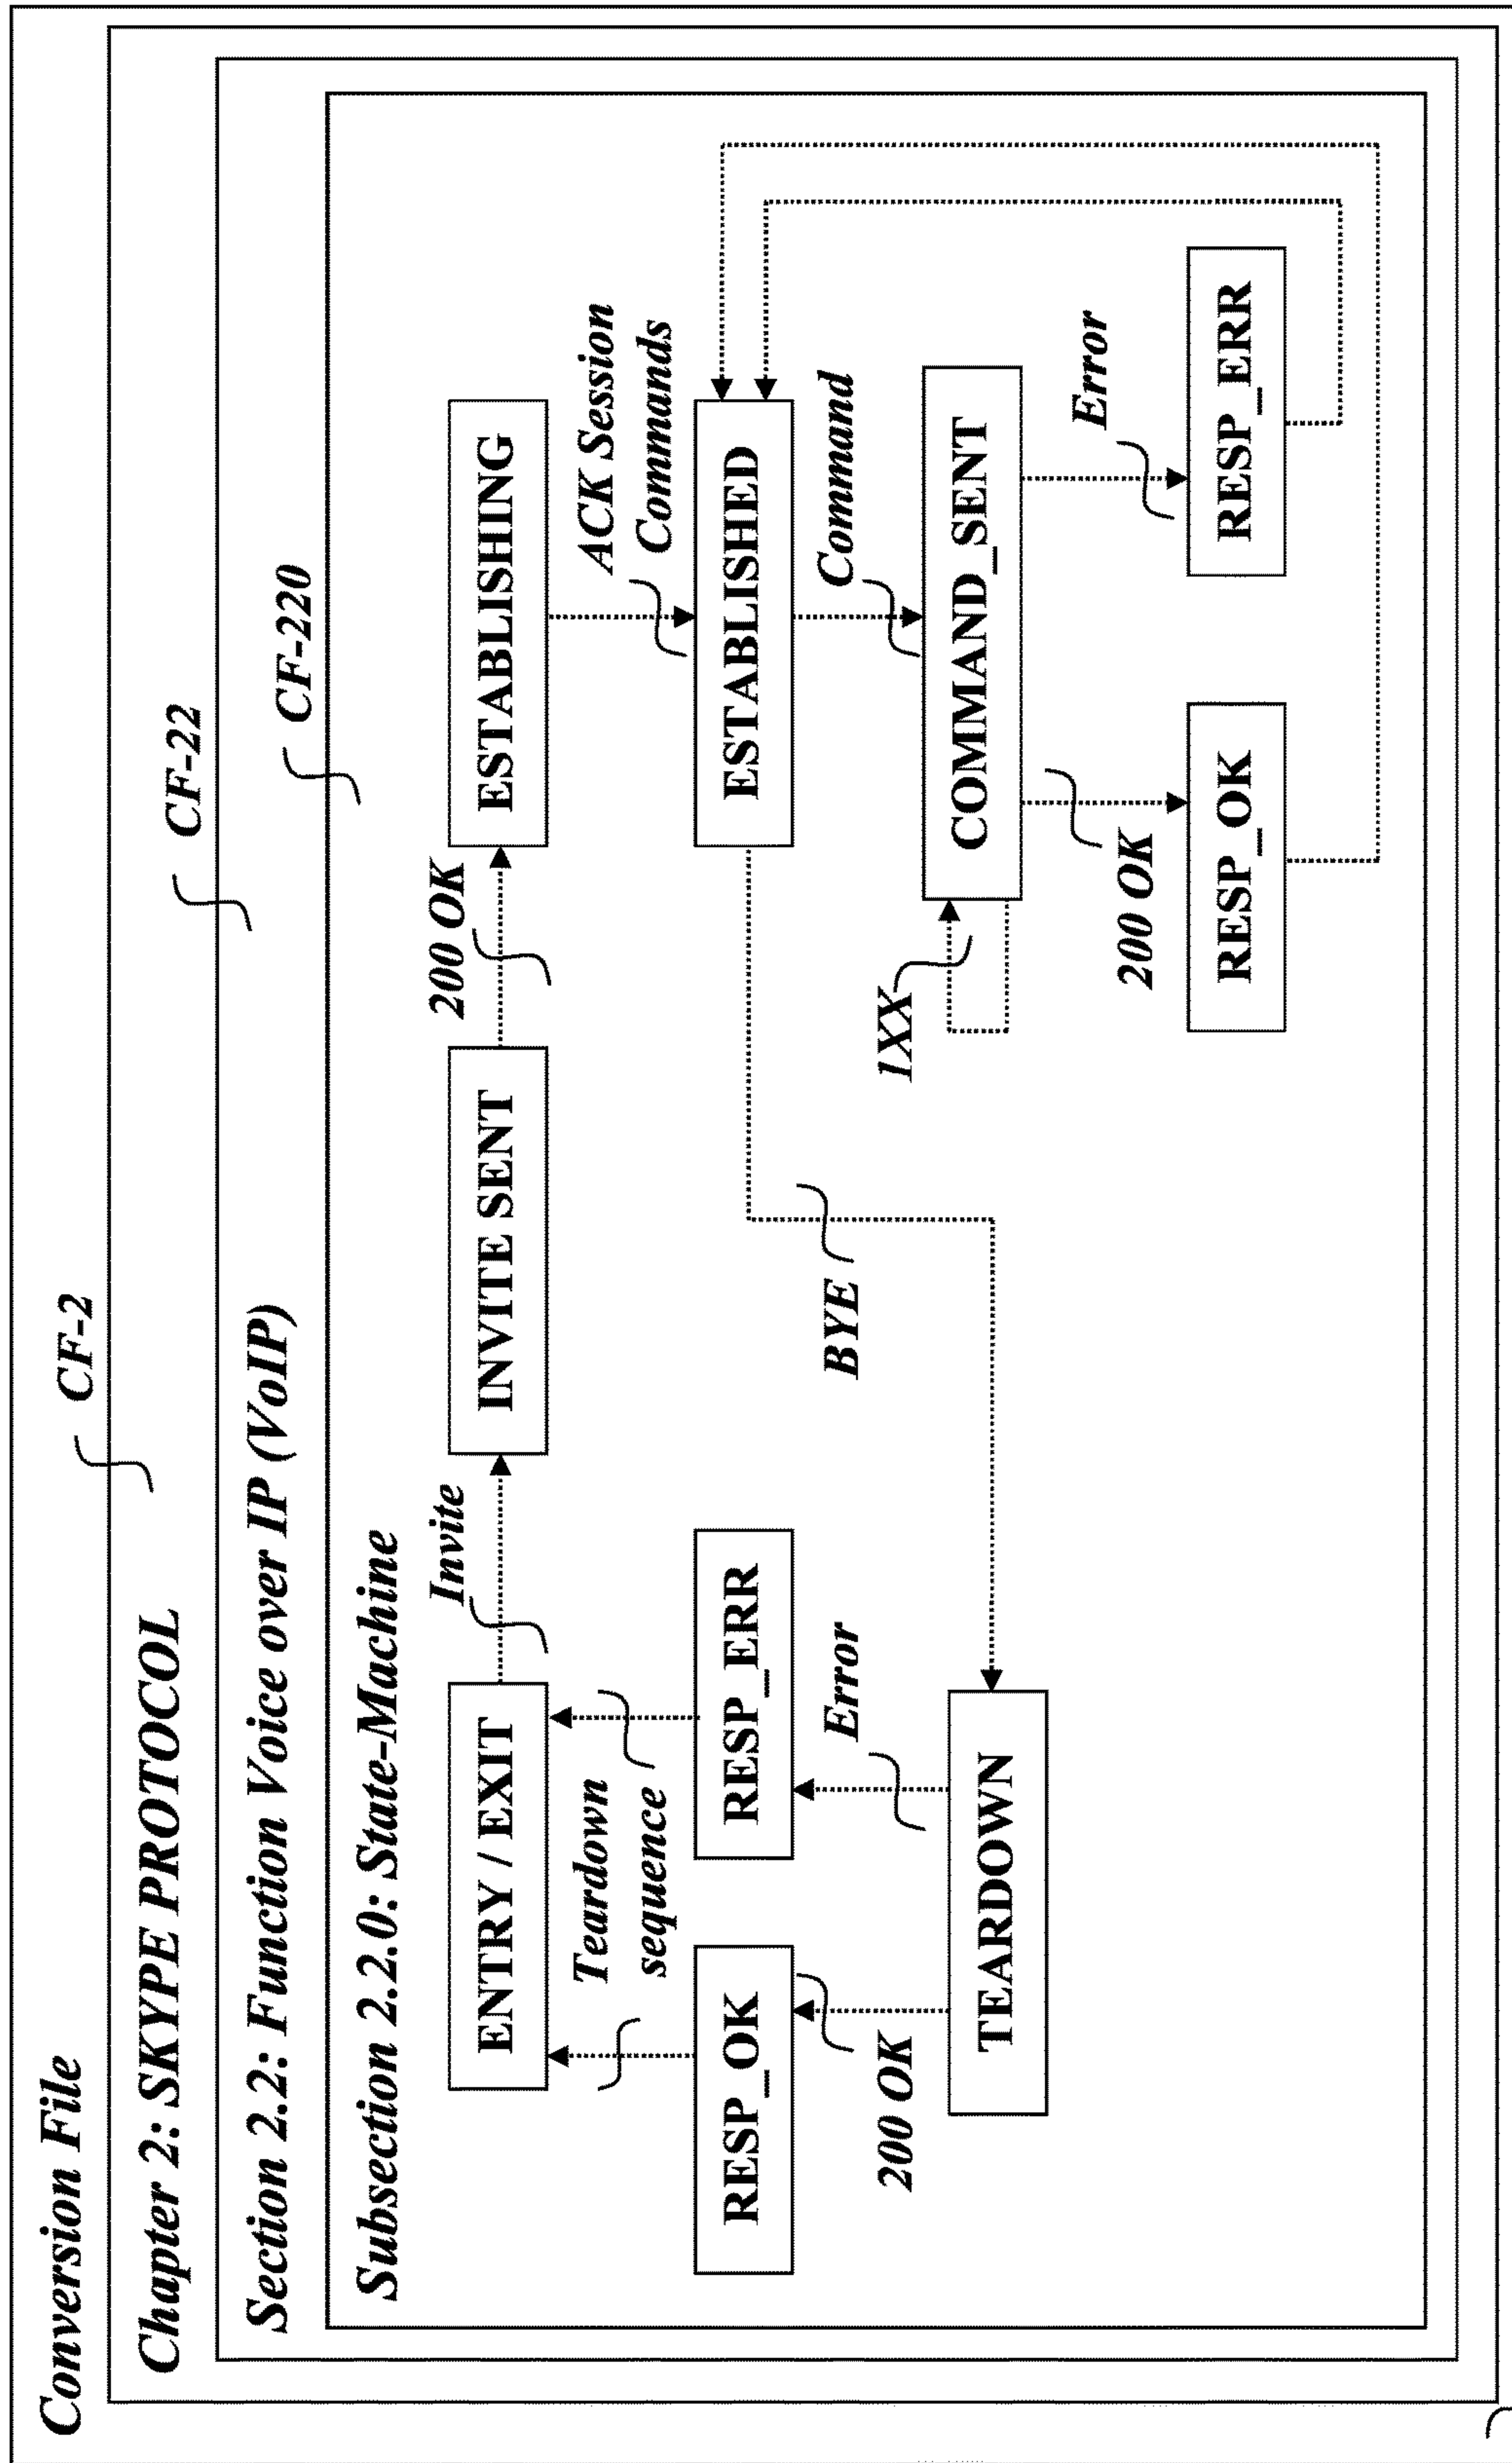 Conversion File
CF-2
Chapter 2: SKYPE PROTOCOL
CF-22
Section 2.2: Function Voice over IP (VoIP)
CF-220
Subsection 2.2.0: State-Machine
Invite
200 OK
ENTRY / EXIT
INVITE SENT
ESTABLISHING
Teardown
sequence
ACK Session
Commands
RESP_OK
RESP_ERR
ESTABLISHED
200 OK
Error
BYE
Command
1XX
TEARDOWN
COMMAND_SENT
200 OK
Error
RESP_OK
RESP_ERR